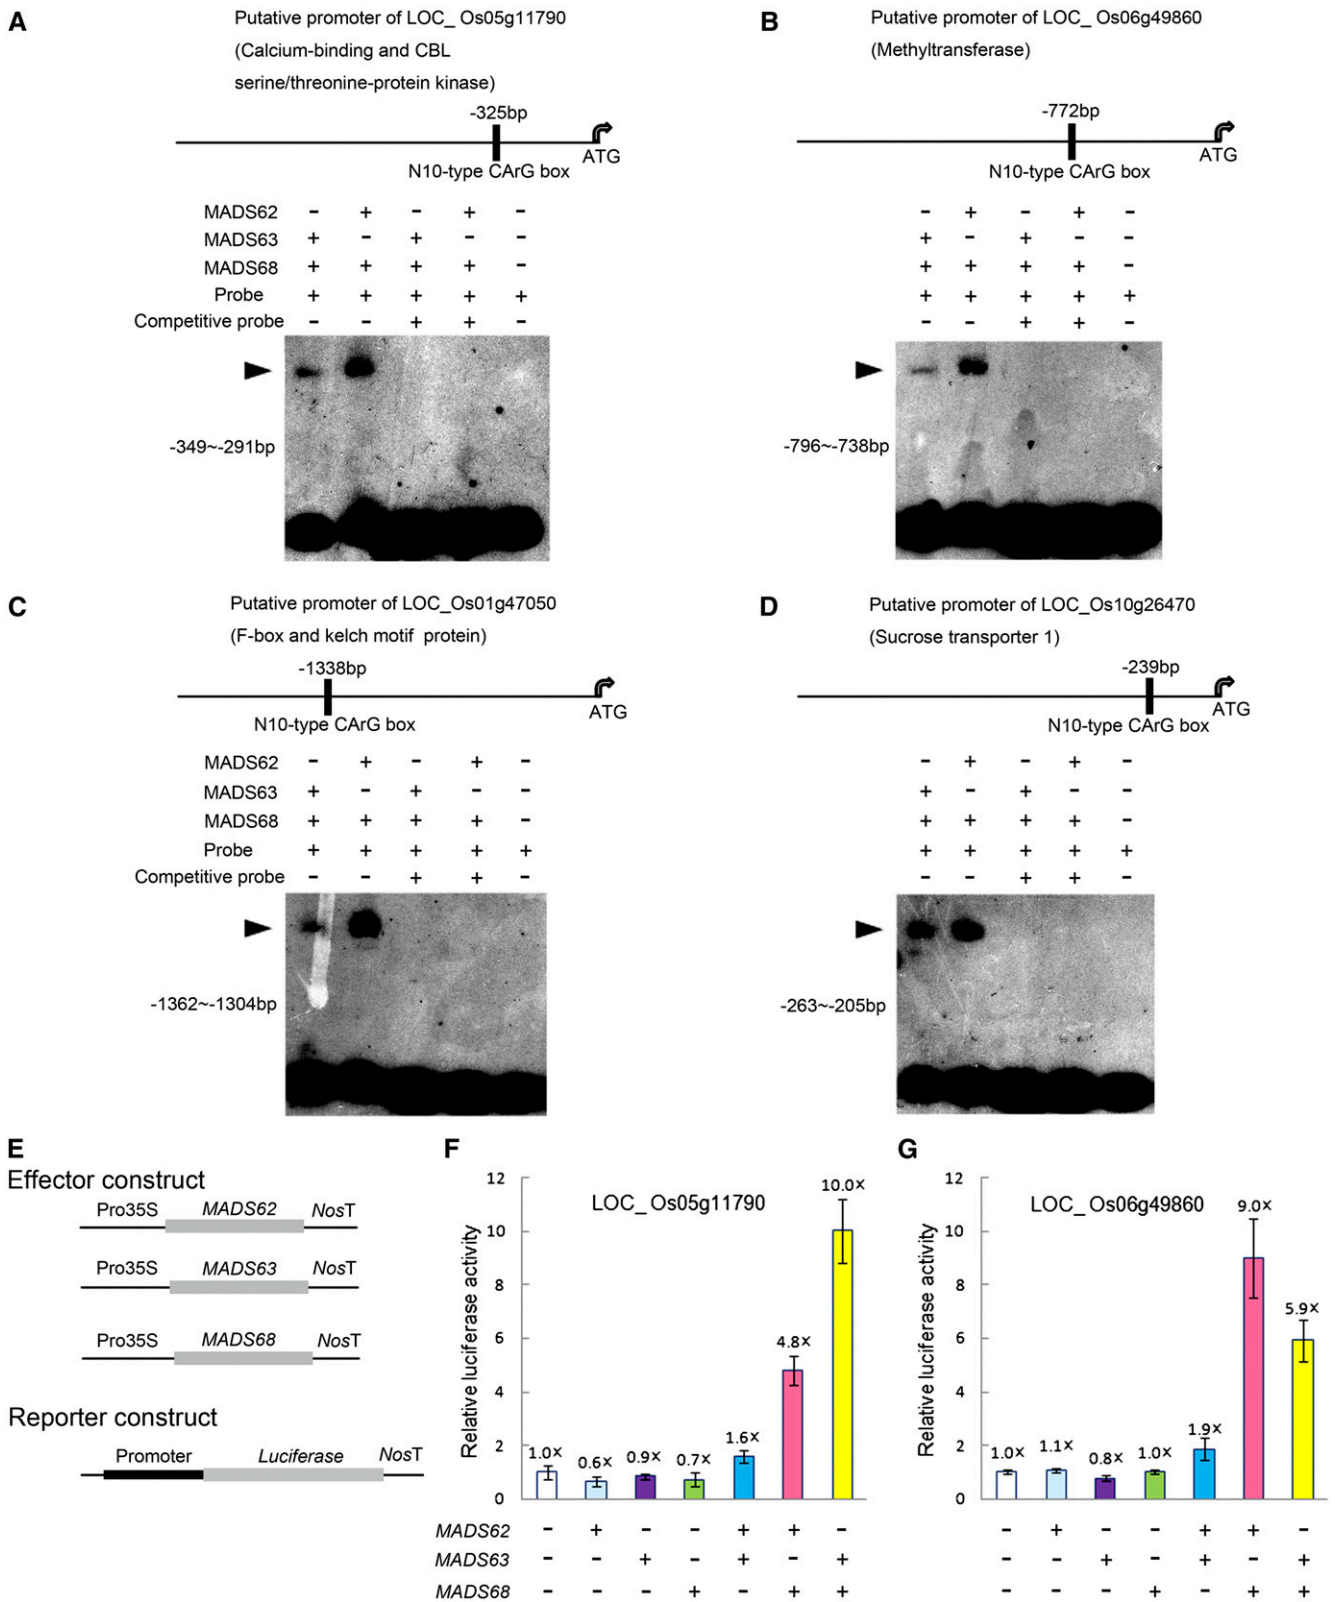 A
Putative promoter of LOC_ Os05g11790
(Calcium-binding and CBL
serine/threonine-protein kinase)
-325bp
ATG
N10-type CArG box
MADS62 - + - + -
MADS63 + - + - -
MADS68 + + + + -
Probe + + + + +
Competitive probe - - + + -
-349~-291bp
B
Putative promoter of LOC_ Os06g49860
(Methyltransferase)
-772bp
ATG
N10-type CArG box
- + - + -
+ - + - -
+ + + + -
+ + + + +
- - + + -
-796~-738bp
C
Putative promoter of LOC_Os01g47050
(F-box and kelch motif protein)
-1338bp
ATG
N10-type CArG box
MADS62 - + - + -
MADS63 + - + - -
MADS68 + + + + -
Probe + + + + +
Competitive probe - - + + -
-1362~-1304bp
D
Putative promoter of LOC_Os10g26470
(Sucrose transporter 1)
-239bp
ATG
N10-type CArG box
- + - + -
+ - + - -
+ + + + -
+ + + + +
- - + + -
-263~-205bp
E
Effector construct
Pro35S MADS62 NosT
Pro35S MADS63 NosT
Pro35S MADS68 NosT
Reporter construct
Promoter Luciferase NosT
F
LOC_ Os05g11790
Relative luciferase activity
12
10
8
6
4
2
0
1.0×
0.6×
0.9×
0.7×
1.6×
4.8×
10.0×
MADS62 - + - - + + -
MADS63 - - + - + - +
MADS68 - - - + - + +
G
LOC_ Os06g49860
Relative luciferase activity
12
10
8
6
4
2
0
1.0×
1.1×
0.8×
1.0×
1.9×
9.0×
5.9×
- + - - + + -
- - + - + - +
- - - + - + +